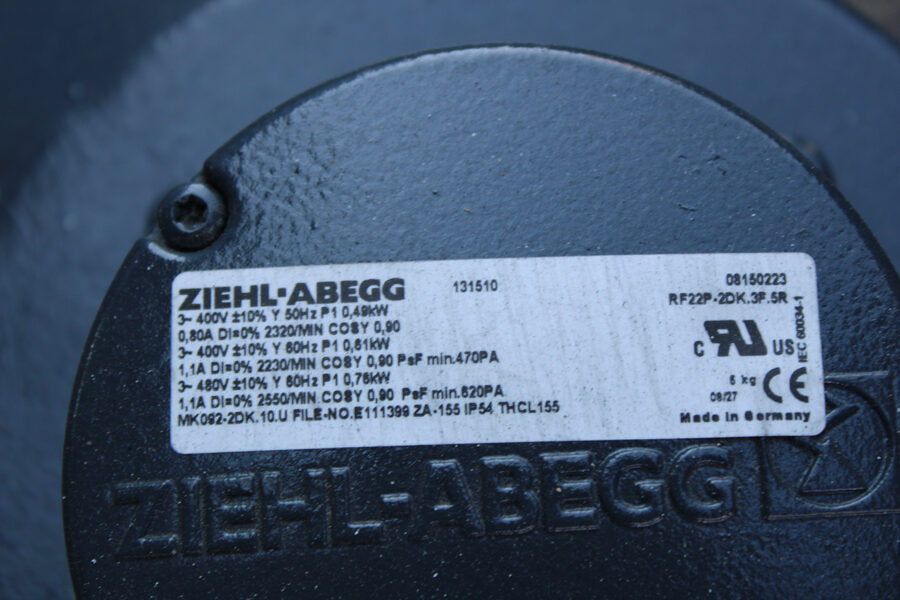 ZIEHL-ABEGG 131510 08150223
RF22P-2DK.3F.5R
3~ 400V ±10% Y 50Hz P1 0,49kW
0,80A DI=0% 2320/MIN COSY 0,90
3~ 400V ±10% Y 60Hz P1 0,61kW
1,1A DI=0% 2230/MIN COSY 0,90 PsF min.470PA
3~ 480V ±10% Y 60Hz P1 0,76kW
1,1A DI=0% 2550/MIN COSY 0,90 PsF min.620PA
MK092-2DK.10.U FILE-NO.E111399 ZA-155 IP54 THCL155
c RU US
IEC 60034-1
6 kg CE
08/27
Made in Germany
ZIEHL-ABEGG